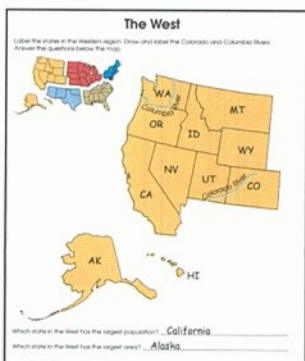 The West
Label the states in the Western region. Draw and label the Colorado and Columbia Rivers.
Answer the questions below the map.
WA
Columbia River
MT
OR
ID
WY
NV
UT
CO
Colorado River
CA
AK
HI
Which state in the West has the largest population? California
Which state in the West has the largest area? Alaska